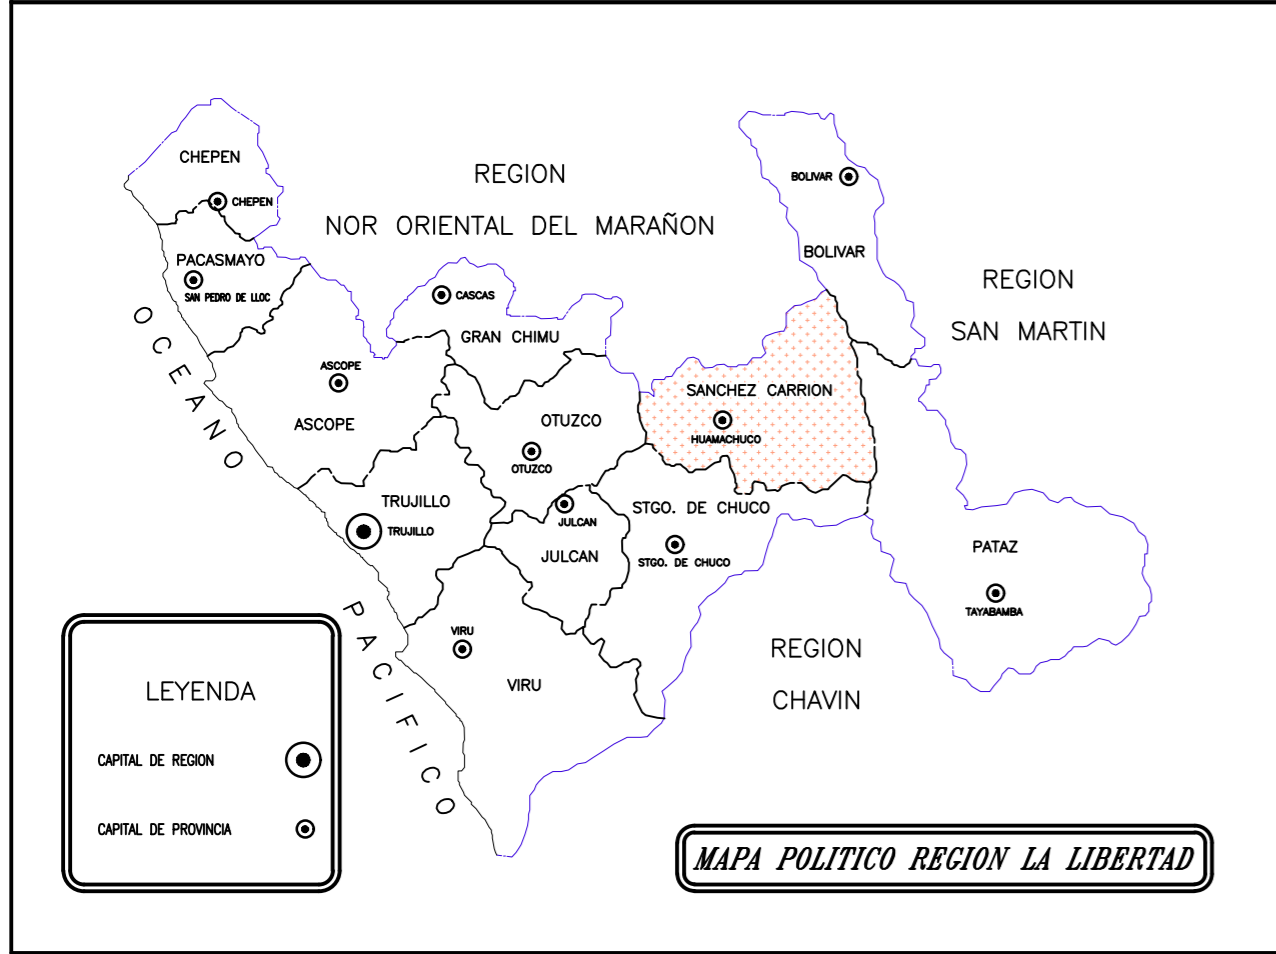 CHEPEN
CHEPEN
REGION
NOR ORIENTAL DEL MARAÑON
BOLIVAR
BOLIVAR
PACASMAYO
SAN PEDRO DE LLOC
CASCAS
GRAN CHIMU
REGION
SAN MARTIN
OCEANO
ASCOPE
ASCOPE
SANCHEZ CARRION
HUAMACHUCO
OTUZCO
OTUZCO
TRUJILLO
TRUJILLO
JULCAN
JULCAN
STGO. DE CHUCO
STGO. DE CHUCO
PATAZ
TAYABAMBA
PACIFICO
VIRU
VIRU
REGION
CHAVIN
LEYENDA
CAPITAL DE REGION
CAPITAL DE PROVINCIA
MAPA POLITICO REGION LA LIBERTAD